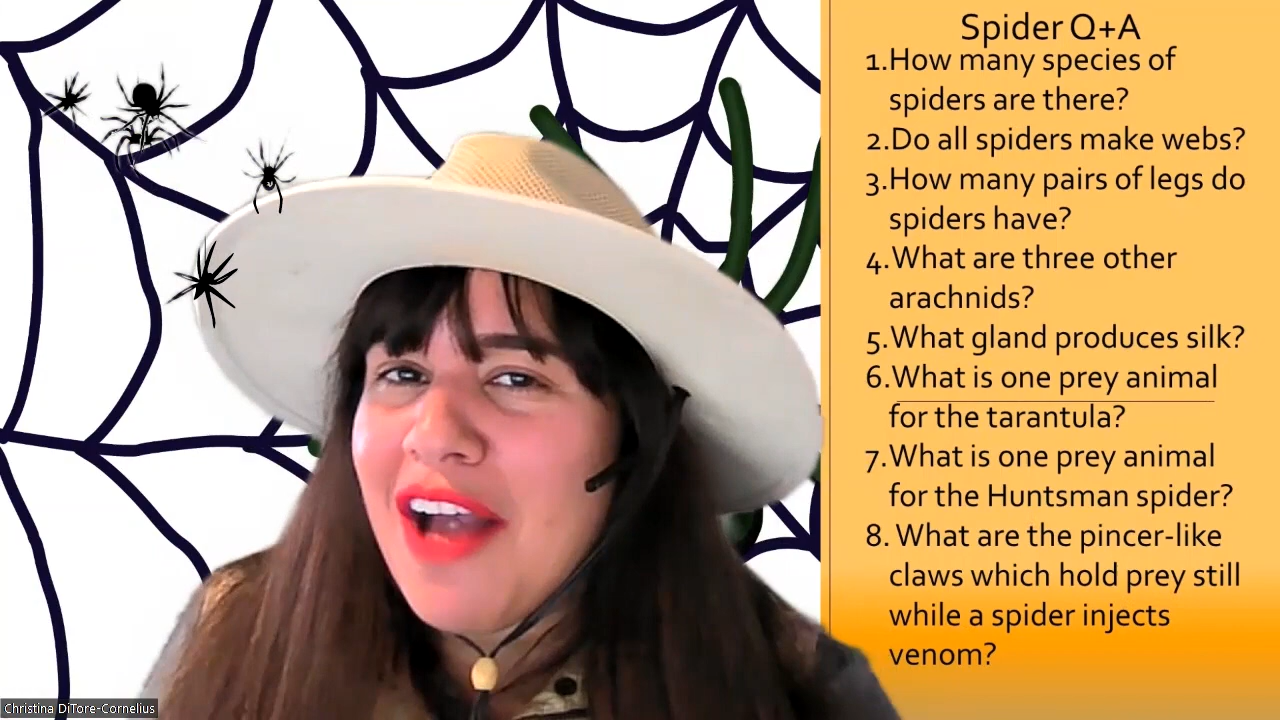 Spider Q+A
1.How many species of
spiders are there?
2.Do all spiders make webs?
3.How many pairs of legs do
spiders have?
4.What are three other
arachnids?
5.What gland produces silk?
6.What is one prey animal
for the tarantula?
7.What is one prey animal
for the Huntsman spider?
8. What are the pincer-like
claws which hold prey still
while a spider injects
venom?
Christina DiTore-Cornelius